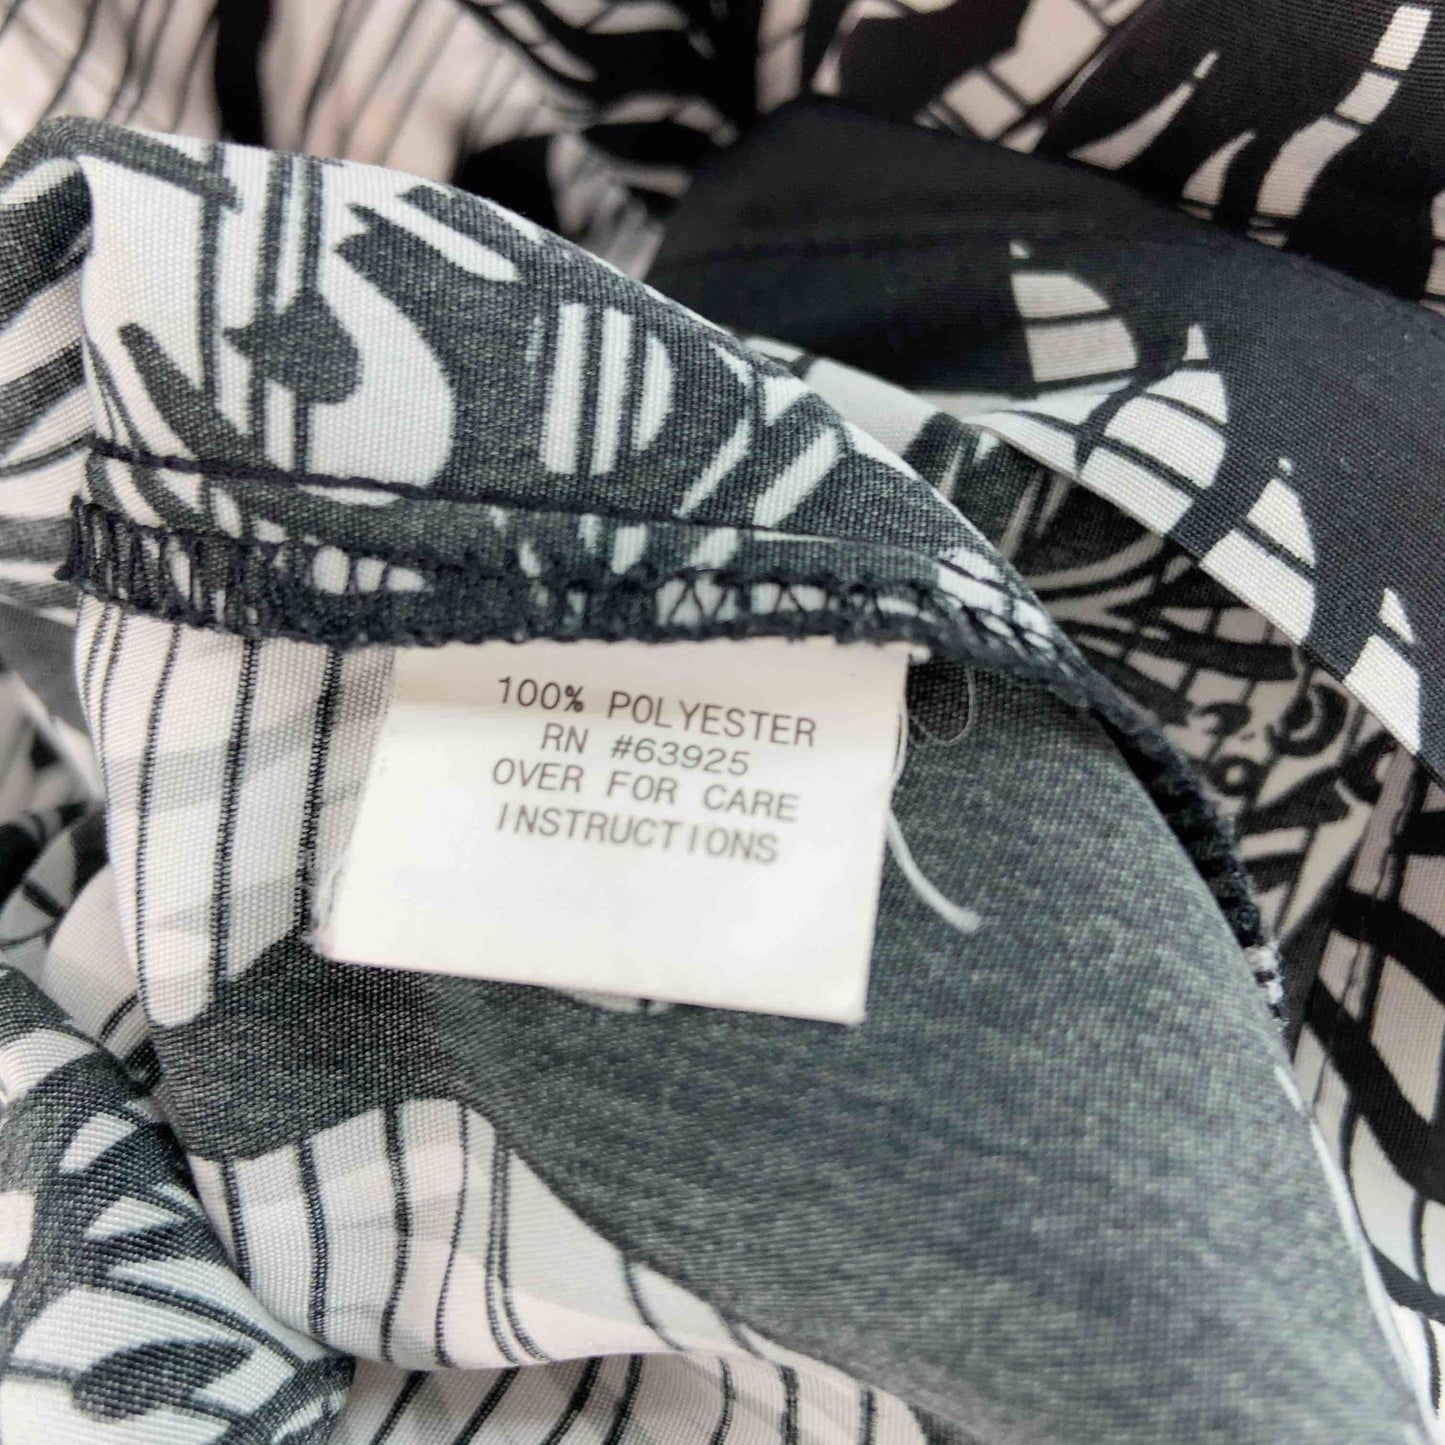 100% POLYESTER
RN #63925
OVER FOR CARE
INSTRUCTIONS